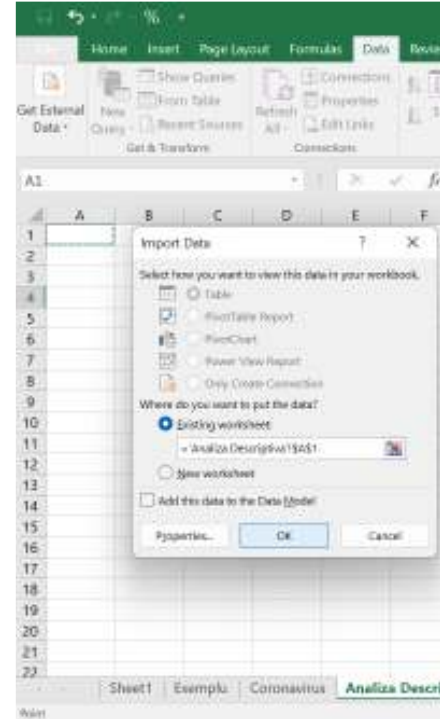 %
Home Insert Page Layout Formulas Data Review
Get External Data
New Query
Show Queries
From Table
Recent Sources
Refresh All
Connections
Properties
Edit Links
Get & Transform
Connections
A1
A B C D E F
1
2
3
4
5
6
7
8
9
10
11
12
13
14
15
16
17
18
19
20
21
22
Import Data ? ×
Select how you want to view this data in your workbook.
Table
PivotTable Report
PivotChart
Power View Report
Only Create Connection
Where do you want to put the data?
Existing worksheet:
='Analiza Descriptiva'!$A$1
New worksheet
Add this data to the Data Model
Properties... OK Cancel
Sheet1 Exemplu Coronavirus Analiza Descri
Point